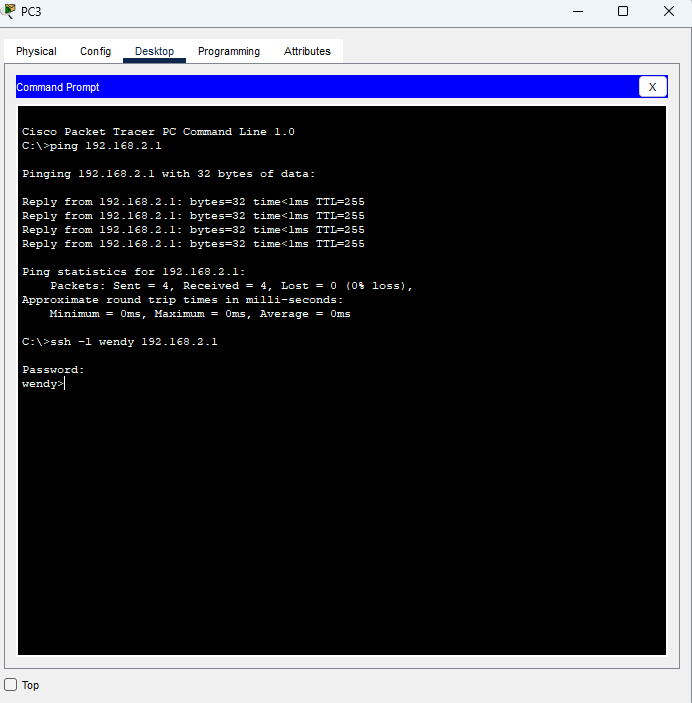 PC3
Physical Config Desktop Programming Attributes
Command Prompt
X
Cisco Packet Tracer PC Command Line 1.0
C:\>ping 192.168.2.1
Pinging 192.168.2.1 with 32 bytes of data:
Reply from 192.168.2.1: bytes=32 time<1ms TTL=255
Reply from 192.168.2.1: bytes=32 time<1ms TTL=255
Reply from 192.168.2.1: bytes=32 time<1ms TTL=255
Reply from 192.168.2.1: bytes=32 time<1ms TTL=255
Ping statistics for 192.168.2.1:
    Packets: Sent = 4, Received = 4, Lost = 0 (0% loss),
Approximate round trip times in milli-seconds:
    Minimum = 0ms, Maximum = 0ms, Average = 0ms
C:\>ssh -l wendy 192.168.2.1
Password:
wendy>
Top